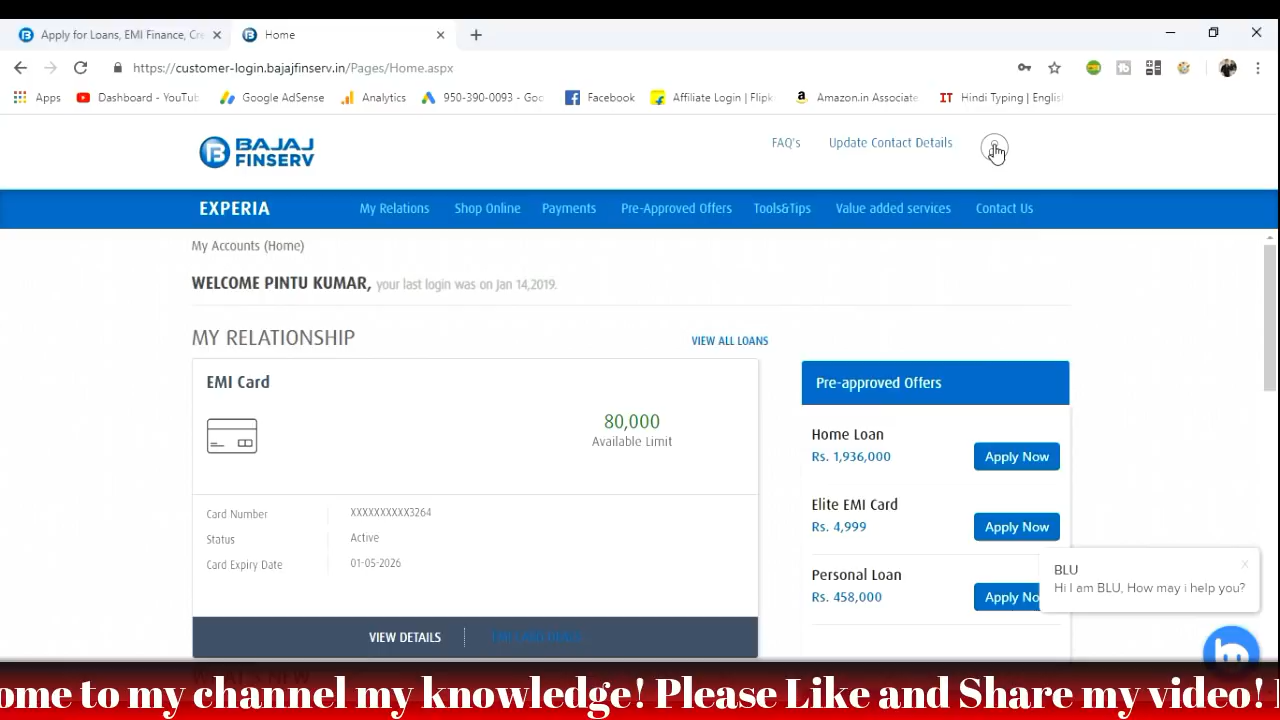 Apply for Loans, EMI Finance, Cre
Home
https://customer-login.bajajfinserv.in/Pages/Home.aspx
Apps
Dashboard - YouTub
Google AdSense
Analytics
950-390-0093 - Goo
Facebook
Affiliate Login | Flipk
Amazon.in Associate
Hindi Typing | Englis
BAJAJ
FINSERV
FAQ's
Update Contact Details
EXPERIA
My Relations
Shop Online
Payments
Pre-Approved Offers
Tools&Tips
Value added services
Contact Us
My Accounts (Home)
WELCOME PINTU KUMAR, your last login was on Jan 14,2019.
MY RELATIONSHIP
VIEW ALL LOANS
EMI Card
80,000
Available Limit
Card Number XXXXXXXXXX3264
Status Active
Card Expiry Date 01-05-2026
VIEW DETAILS
EMI CARD DETAILS
Pre-approved Offers
Home Loan
Rs. 1,936,000
Apply Now
Elite EMI Card
Rs. 4,999
Apply Now
Personal Loan
Rs. 458,000
Apply No
BLU
Hi I am BLU, How may i help you?
WHAT'S NEW
ome to my channel my knowledge! Please Like and Share my video!